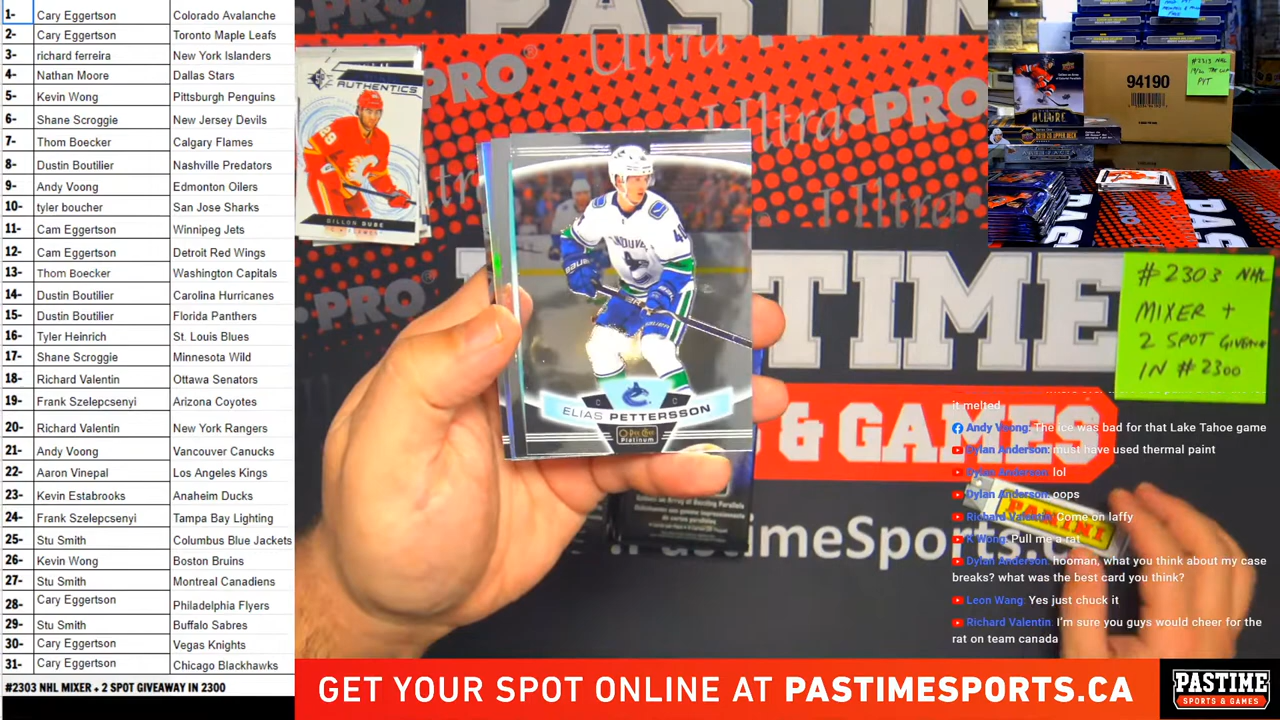 1- Cary Eggertson Colorado Avalanche
2- Cary Eggertson Toronto Maple Leafs
3- richard ferreira New York Islanders
4- Nathan Moore Dallas Stars
5- Kevin Wong Pittsburgh Penguins
6- Shane Scroggie New Jersey Devils
7- Thom Boecker Calgary Flames
8- Dustin Boutilier Nashville Predators
9- Andy Voong Edmonton Oilers
10- tyler boucher San Jose Sharks
11- Cam Eggertson Winnipeg Jets
12- Cam Eggertson Detroit Red Wings
13- Thom Boecker Washington Capitals
14- Dustin Boutilier Carolina Hurricanes
15- Dustin Boutilier Florida Panthers
16- Tyler Heinrich St. Louis Blues
17- Shane Scroggie Minnesota Wild
18- Richard Valentin Ottawa Senators
19- Frank Szelepcsenyi Arizona Coyotes
20- Richard Valentin New York Rangers
21- Andy Voong Vancouver Canucks
22- Aaron Vinepal Los Angeles Kings
23- Kevin Estabrooks Anaheim Ducks
24- Frank Szelepcsenyi Tampa Bay Lighting
25- Stu Smith Columbus Blue Jackets
26- Kevin Wong Boston Bruins
27- Stu Smith Montreal Canadiens
28- Cary Eggertson Philadelphia Flyers
29- Stu Smith Buffalo Sabres
30- Cary Eggertson Vegas Knights
31- Cary Eggertson Chicago Blackhawks
#2303 NHL MIXER + 2 SPOT GIVEAWAY IN 2300
AUTHENTICS
DILLON DUBE
Ultra
PRO
PRO
PRO
ELIAS PETTERSSON
C C
Platinum
TIME
& GAMES
PastimeSports.c
PANINI
94190
ALLURE
#2303 NHL
MIXER +
2 SPOT GIVEAWAY
IN #2300
it melted
Andy Voong: The ice was bad for that Lake Tahoe game
Dylan Anderson: must have used thermal paint
Dylan Anderson: lol
Dylan Anderson: oops
Richard Valentin: Come on laffy
K Wong: Pull me a rat
Dylan Anderson: hooman, what you think about my case
breaks? what was the best card you think?
Leon Wang: Yes just chuck it
Richard Valentin: I'm sure you guys would cheer for the
rat on team canada
GET YOUR SPOT ONLINE AT PASTIMESPORTS.CA
PASTIME
SPORTS & GAMES